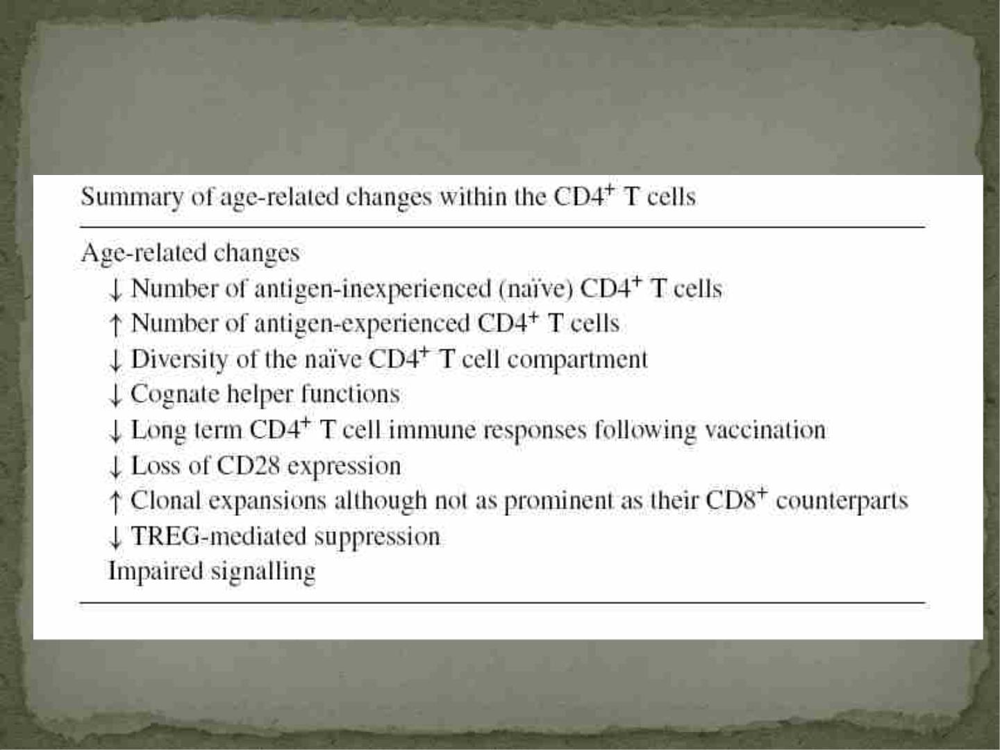 Summary of age-related changes within the CD4⁺ T cells
Age-related changes
↓ Number of antigen-inexperienced (naïve) CD4⁺ T cells
↑ Number of antigen-experienced CD4⁺ T cells
↓ Diversity of the naïve CD4⁺ T cell compartment
↓ Cognate helper functions
↓ Long term CD4⁺ T cell immune responses following vaccination
↓ Loss of CD28 expression
↑ Clonal expansions although not as prominent as their CD8⁺ counterparts
↓ TREG-mediated suppression
Impaired signalling